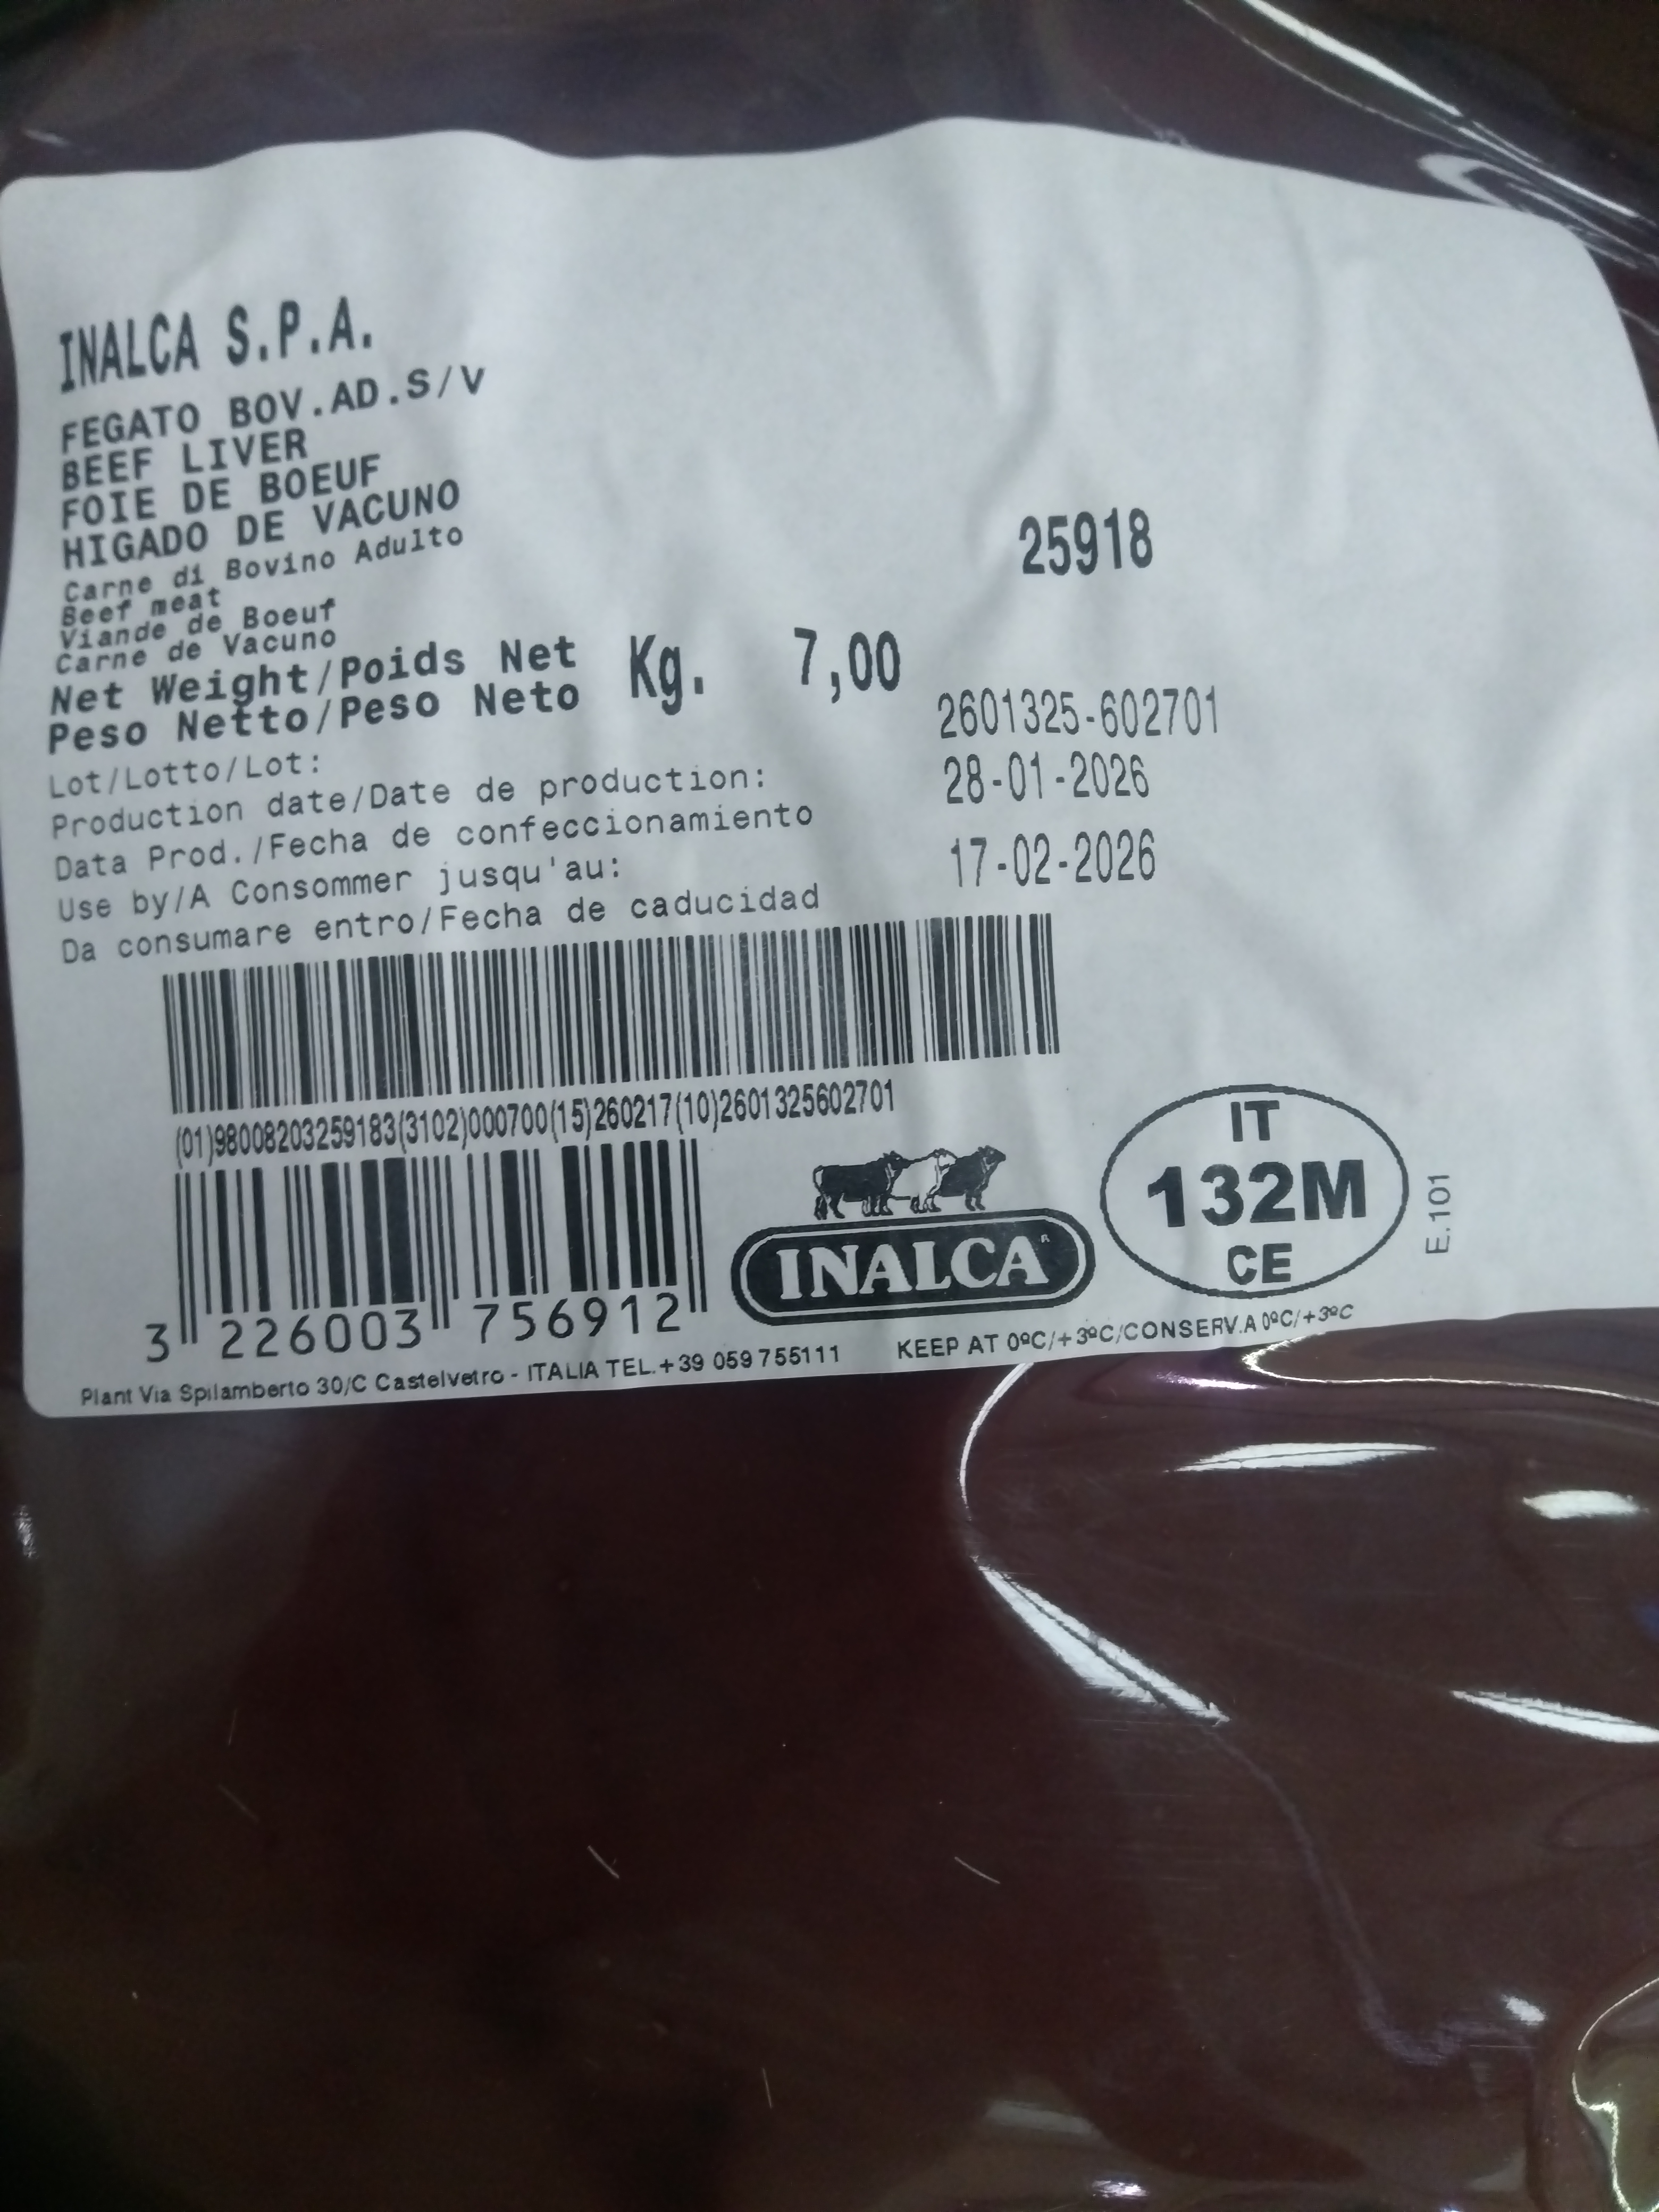 INALCA S.P.A.
FEGATO BOV.AD.S/V
BEEF LIVER
FOIE DE BOEUF
HIGADO DE VACUNO
Carne di Bovino Adulto
Beef meat
Viande de Boeuf
Carne de Vacuno
25918
Net Weight/Poids Net
Peso Netto/Peso Neto Kg. 7,00
Lot/Lotto/Lot: 2601325-602701
Production date/Date de production: 28-01-2026
Data Prod./Fecha de confeccionamiento
Use by/A Consommer jusqu'au: 17-02-2026
Da consumare entro/Fecha de caducidad
(01)98008203259183(3102)000700(15)260217(10)2601325602701
3 226003 756912
INALCA
IT
132M
CE
E.101
Plant Via Spilamberto 30/C Castelvetro - ITALIA TEL.+39 059 755111 KEEP AT 0ºC/+3ºC/CONSERV.A 0ºC/+3ºC